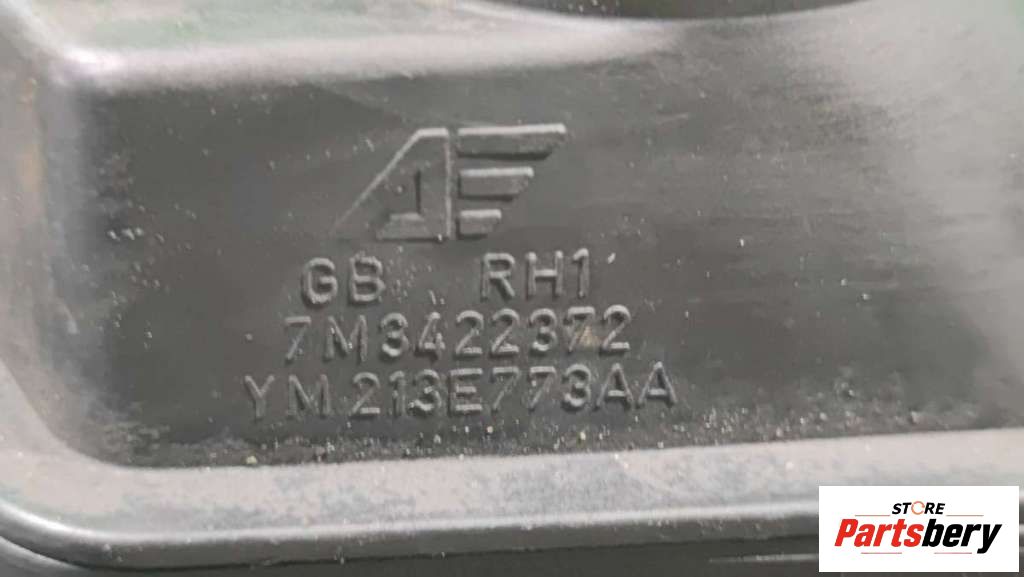 GB RH1
7M3422372
YM213E773AA
STORE
Partsbery